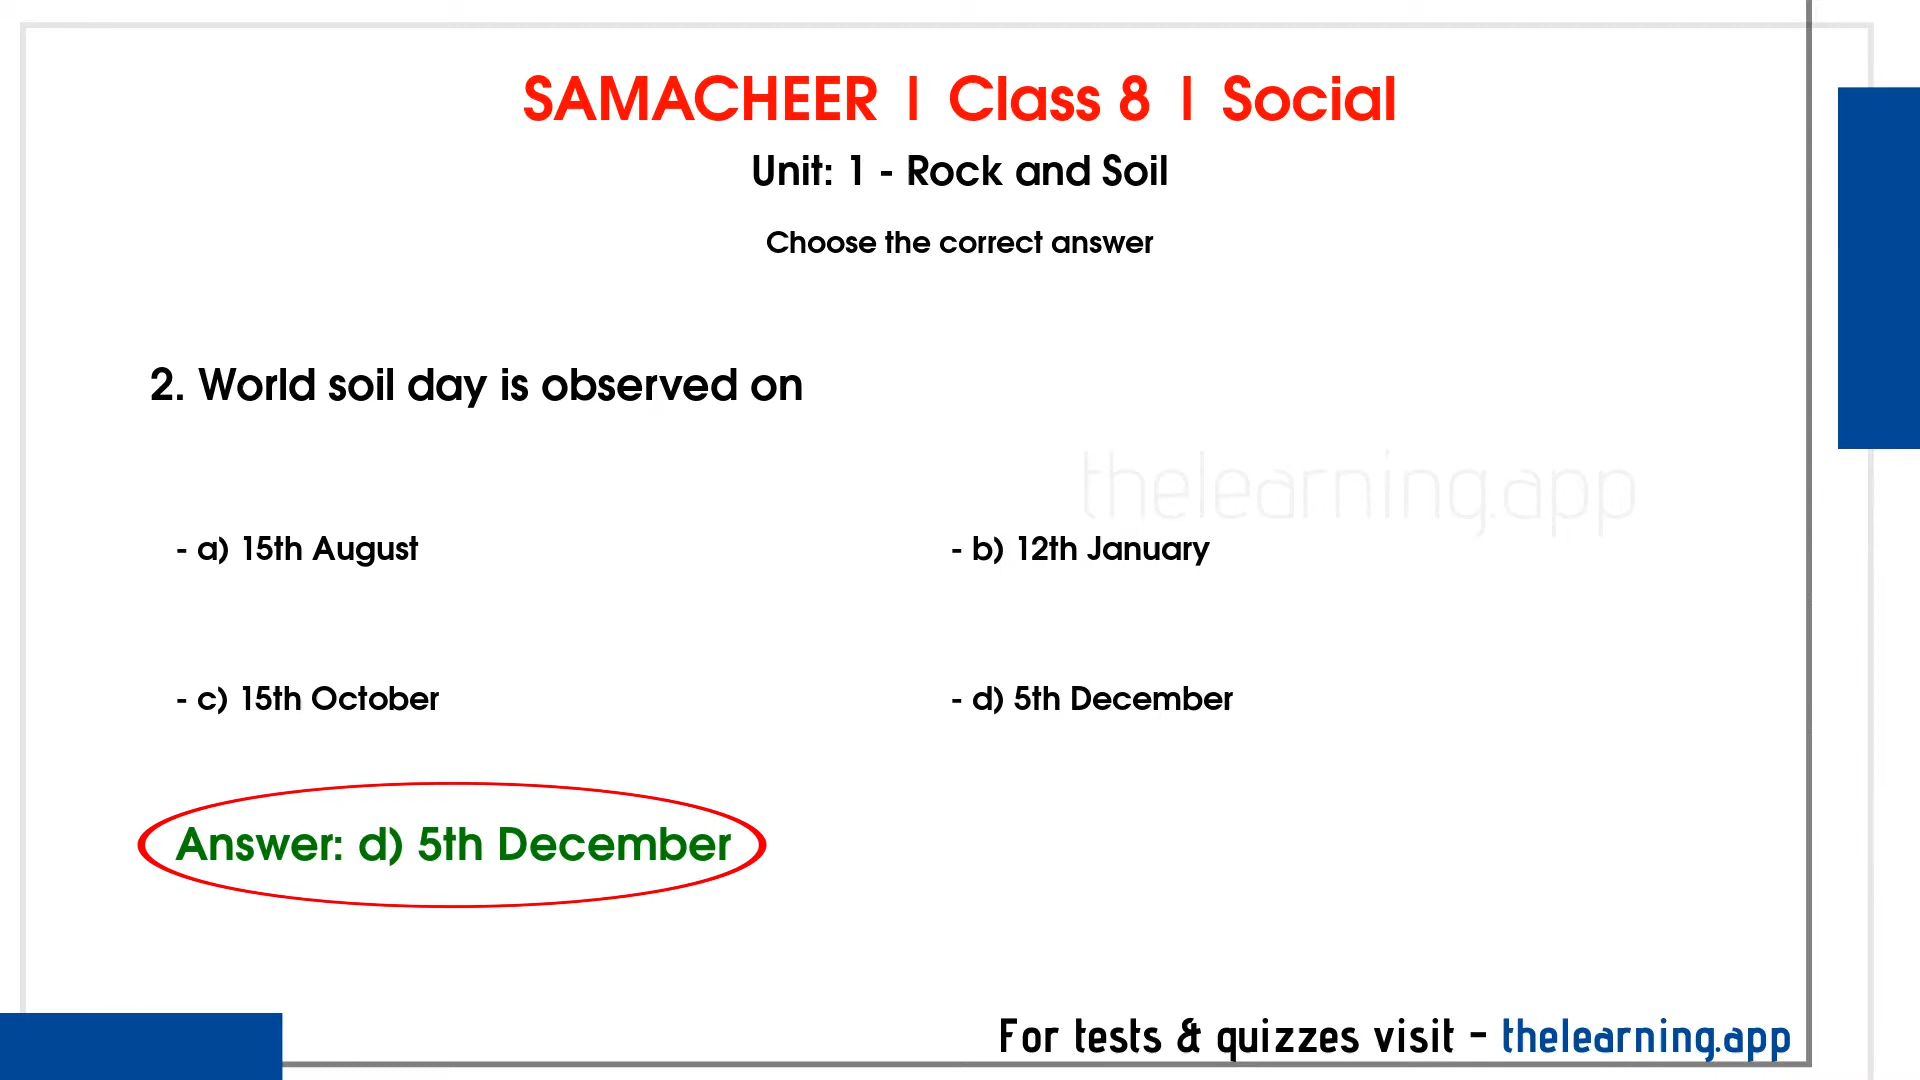 SAMACHEER | Class 8 | Social
Unit: 1 - Rock and Soil
Choose the correct answer
2. World soil day is observed on
thelearning.app
- a) 15th August
- b) 12th January
- c) 15th October
- d) 5th December
Answer: d) 5th December
For tests & quizzes visit - thelearning.app